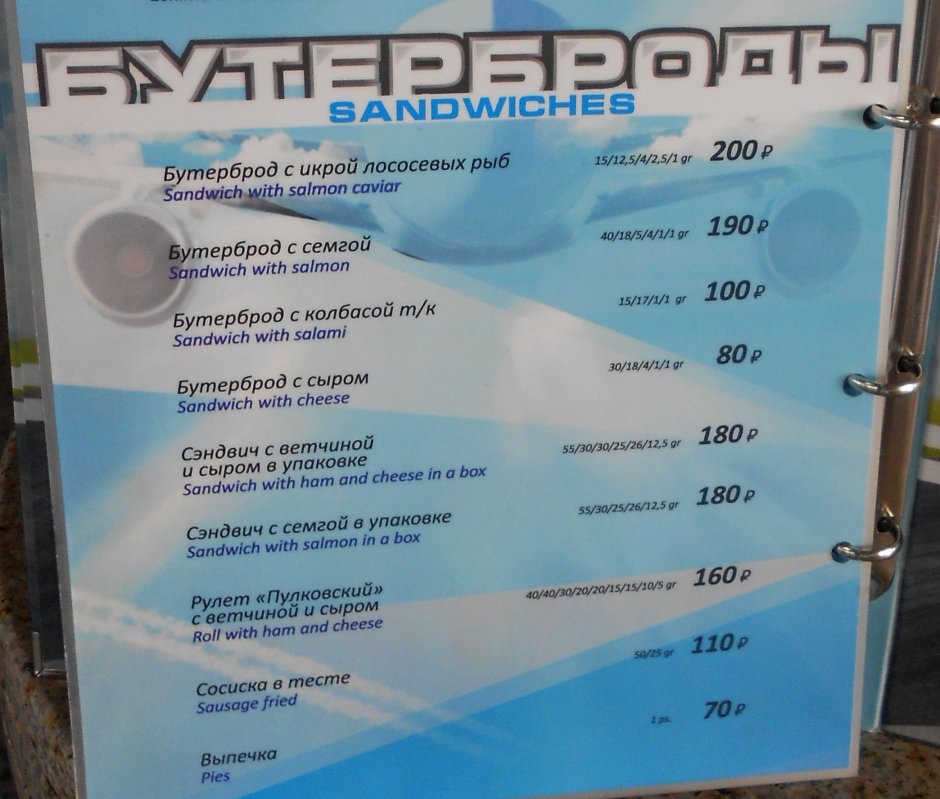 БУТЕРБРОДЫ
SANDWICHES
Бутерброд с икрой лососевых рыб 15/12,5/4/2,5/1 gr 200 ₽
Sandwich with salmon caviar
Бутерброд с семгой 40/18/5/4/1/1 gr 190 ₽
Sandwich with salmon
Бутерброд с колбасой т/к 15/17/1/1 gr 100 ₽
Sandwich with salami
Бутерброд с сыром 30/18/4/1/1 gr 80 ₽
Sandwich with cheese
Сэндвич с ветчиной
и сыром в упаковке 55/30/30/25/26/12,5 gr 180 ₽
Sandwich with ham and cheese in a box
Сэндвич с семгой в упаковке 55/30/25/26/12,5 gr 180 ₽
Sandwich with salmon in a box
Рулет «Пулковский»
с ветчиной и сыром 40/40/30/20/20/15/15/10/5 gr 160 ₽
Roll with ham and cheese
Сосиска в тесте 50/25 gr 110 ₽
Sausage fried
Выпечка 1 ps. 70 ₽
Pies